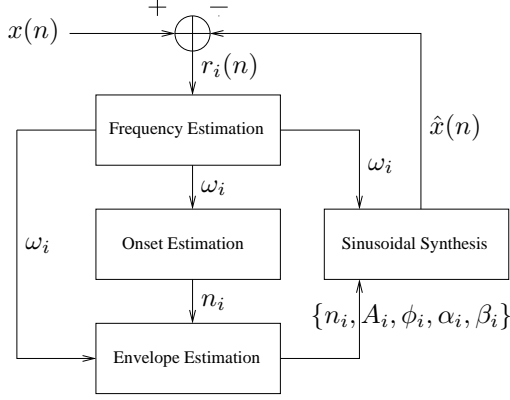 + −
x(n)
r_i(n)
Frequency Estimation
x̂(n)
ω_i
ω_i
ω_i
Onset Estimation
Sinusoidal Synthesis
n_i
{n_i, A_i, ϕ_i, α_i, β_i}
Envelope Estimation